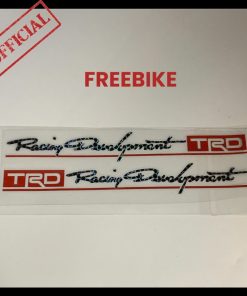 OFFICIAL
FREEBIKE
Racing Development TRD
TRD Racing Development